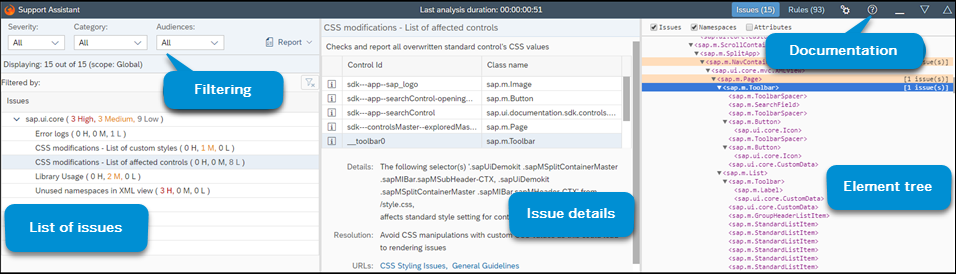 Support Assistant
Last analysis duration: 00:00:00:51
Issues (15)
Rules (93)
Severity:
Category:
Audiences:
All
All
All
Report
Displaying: 15 out of 15 (scope: Global)
Filtered by:
Filtering
Issues
sap.ui.core ( 3 High, 3 Medium, 9 Low )
Error logs ( 0 H, 0 M, 1 L )
CSS modifications - List of custom styles ( 0 H, 1 M, 0 L )
CSS modifications - List of affected controls ( 0 H, 0 M, 8 L )
Library Usage ( 0 H, 2 M, 0 L )
Unused namespaces in XML view ( 3 H, 0 M, 0 L )
List of issues
CSS modifications - List of affected controls
Checks and report all overwritten standard control's CSS values
Control Id
Class name
sdk---app--sap_logo
sap.m.Image
sdk---app--searchControl-opening...
sap.m.Button
sdk---app--searchControl
sap.ui.documentation.sdk.controls....
sdk---controlsMaster--exploredMas...
sap.m.Page
__toolbar0
sap.m.Toolbar
Details:
The following selector(s) '.sapUiDemokit .sapMSplitContainerMaster
.sapMIBar.sapMSubHeader-CTX, .sapUiDemokit
.sapMSplitContainerMaster .sapMIBar.sapMHeader-CTX' from
/style.css,
affects standard style setting for cont
Issue details
Resolution:
Avoid CSS manipulations with custom
to rendering issues
URLs:
CSS Styling Issues,
General Guidelines
Issues
Namespaces
Attributes
Documentation
<sap.m.ScrollConta
<sap.m.SplitApp>
<sap.m.NavContain
issue(s)]
<sap.ui.core.mvc.XMLView>
<sap.m.Page>
[1 issue(s)]
<sap.m.Toolbar>
[1 issue(s)]
<sap.m.ToolbarSpacer>
<sap.m.SearchField>
<sap.m.ToolbarSpacer>
<sap.m.Button>
<sap.ui.core.Icon>
<sap.m.ToolbarSpacer>
<sap.m.Button>
<sap.ui.core.Icon>
<sap.ui.core.CustomData>
<sap.m.List>
<sap.m.Toolbar>
<sap.m.Label>
<sap.ui.core.CustomData>
<sap.ui.core.CustomData>
<sap.m.GroupHeaderListItem>
<sap.m.StandardListItem>
<sap.m.StandardListItem>
<sap.m.StandardListItem>
<sap.m.StandardListItem>
<sap.m.StandardListItem>
Element tree